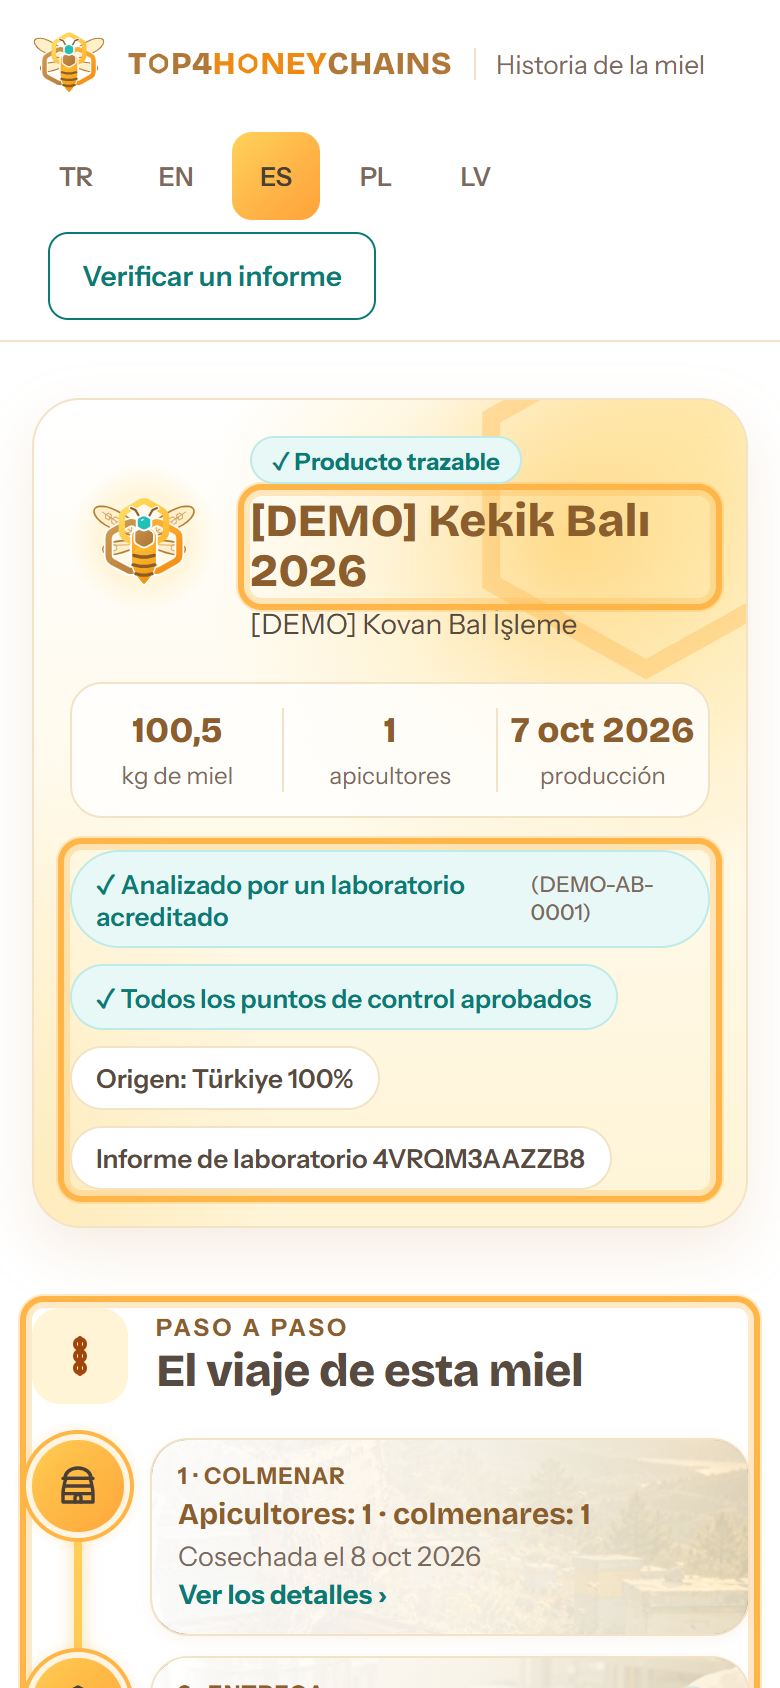 TOP4HONEYCHAINS
Historia de la miel
TR EN ES PL LV
Verificar un informe
✓ Producto trazable
[DEMO] Kekik Balı
2026
[DEMO] Kovan Bal İşleme
100,5
kg de miel
1
apicultores
7 oct 2026
producción
✓ Analizado por un laboratorio
acreditado
(DEMO-AB-
0001)
✓ Todos los puntos de control aprobados
Origen: Türkiye 100%
Informe de laboratorio 4VRQM3AAZZB8
PASO A PASO
El viaje de esta miel
1 · COLMENAR
Apicultores: 1 · colmenares: 1
Cosechada el 8 oct 2026
Ver los detalles ›